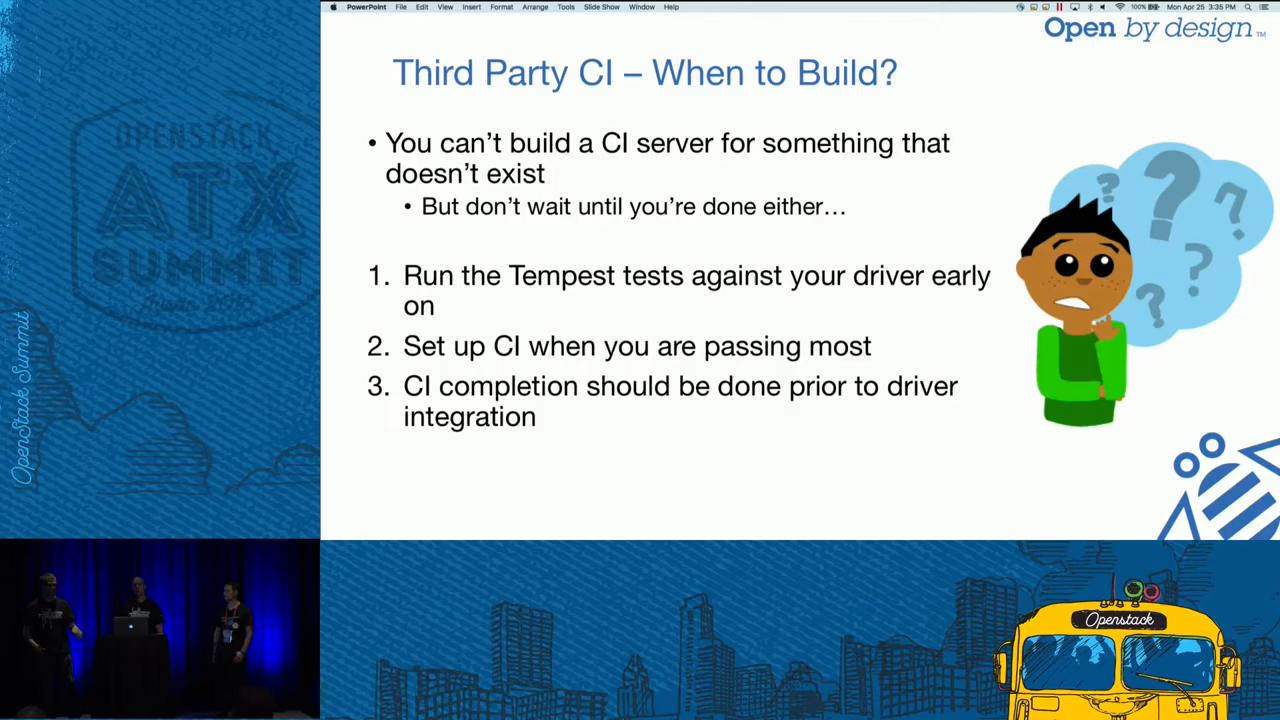 PowerPoint File Edit View Insert Format Arrange Tools Slide Show Window Help
100% Mon Apr 25 3:35 PM
Open by design™
Third Party CI – When to Build?
• You can’t build a CI server for something that
doesn’t exist
• But don’t wait until you’re done either…
1. Run the Tempest tests against your driver early
on
2. Set up CI when you are passing most
3. CI completion should be done prior to driver
integration
OPENSTACK
ATX
SUMMIT
OpenStack Summit
Openstack